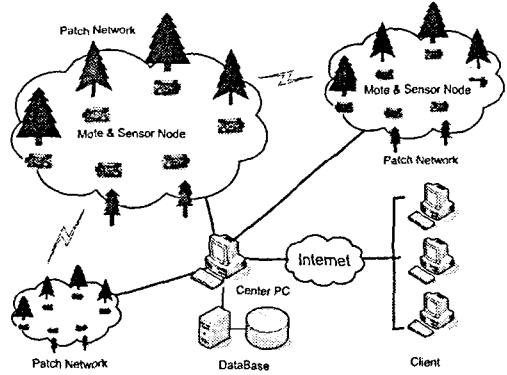 Patch Network
Mote & Sensor Node
Mote & Sensor Node
Patch Network
Internet
Center PC
Patch Network
DataBase
Client